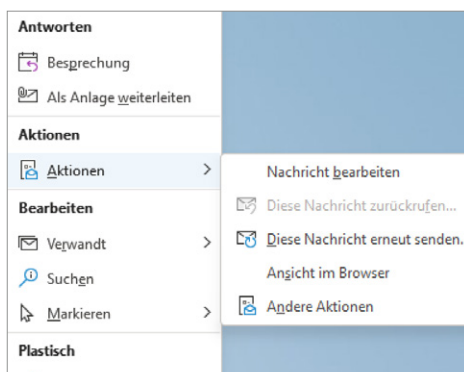 Antworten
Besprechung
Als Anlage weiterleiten
Aktionen
Aktionen
Bearbeiten
Verwandt
Suchen
Markieren
Plastisch
Nachricht bearbeiten
Diese Nachricht zurückrufen...
Diese Nachricht erneut senden.
Ansicht im Browser
Andere Aktionen